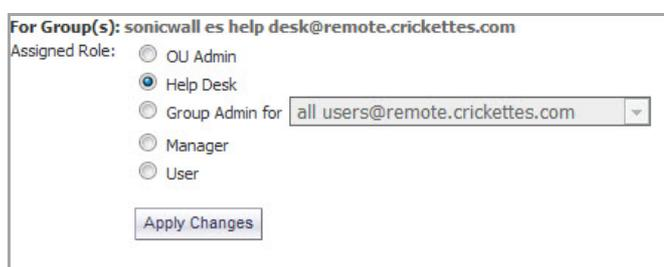 For Group(s): sonicwall es help desk@remote.crickettes.com
Assigned Role: OU Admin
Help Desk
Group Admin for all users@remote.crickettes.com
Manager
User
Apply Changes